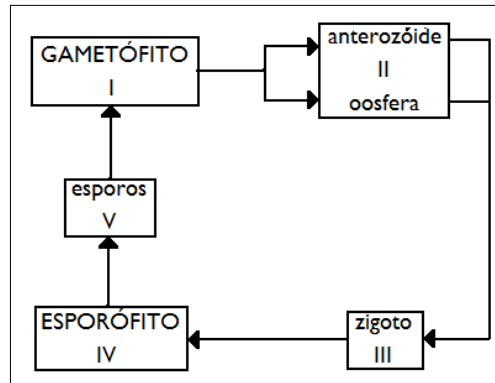 GAMETÓFITO
I
anterozóide
II
oosfera
esporos
V
ESPORÓFITO
IV
zigoto
III